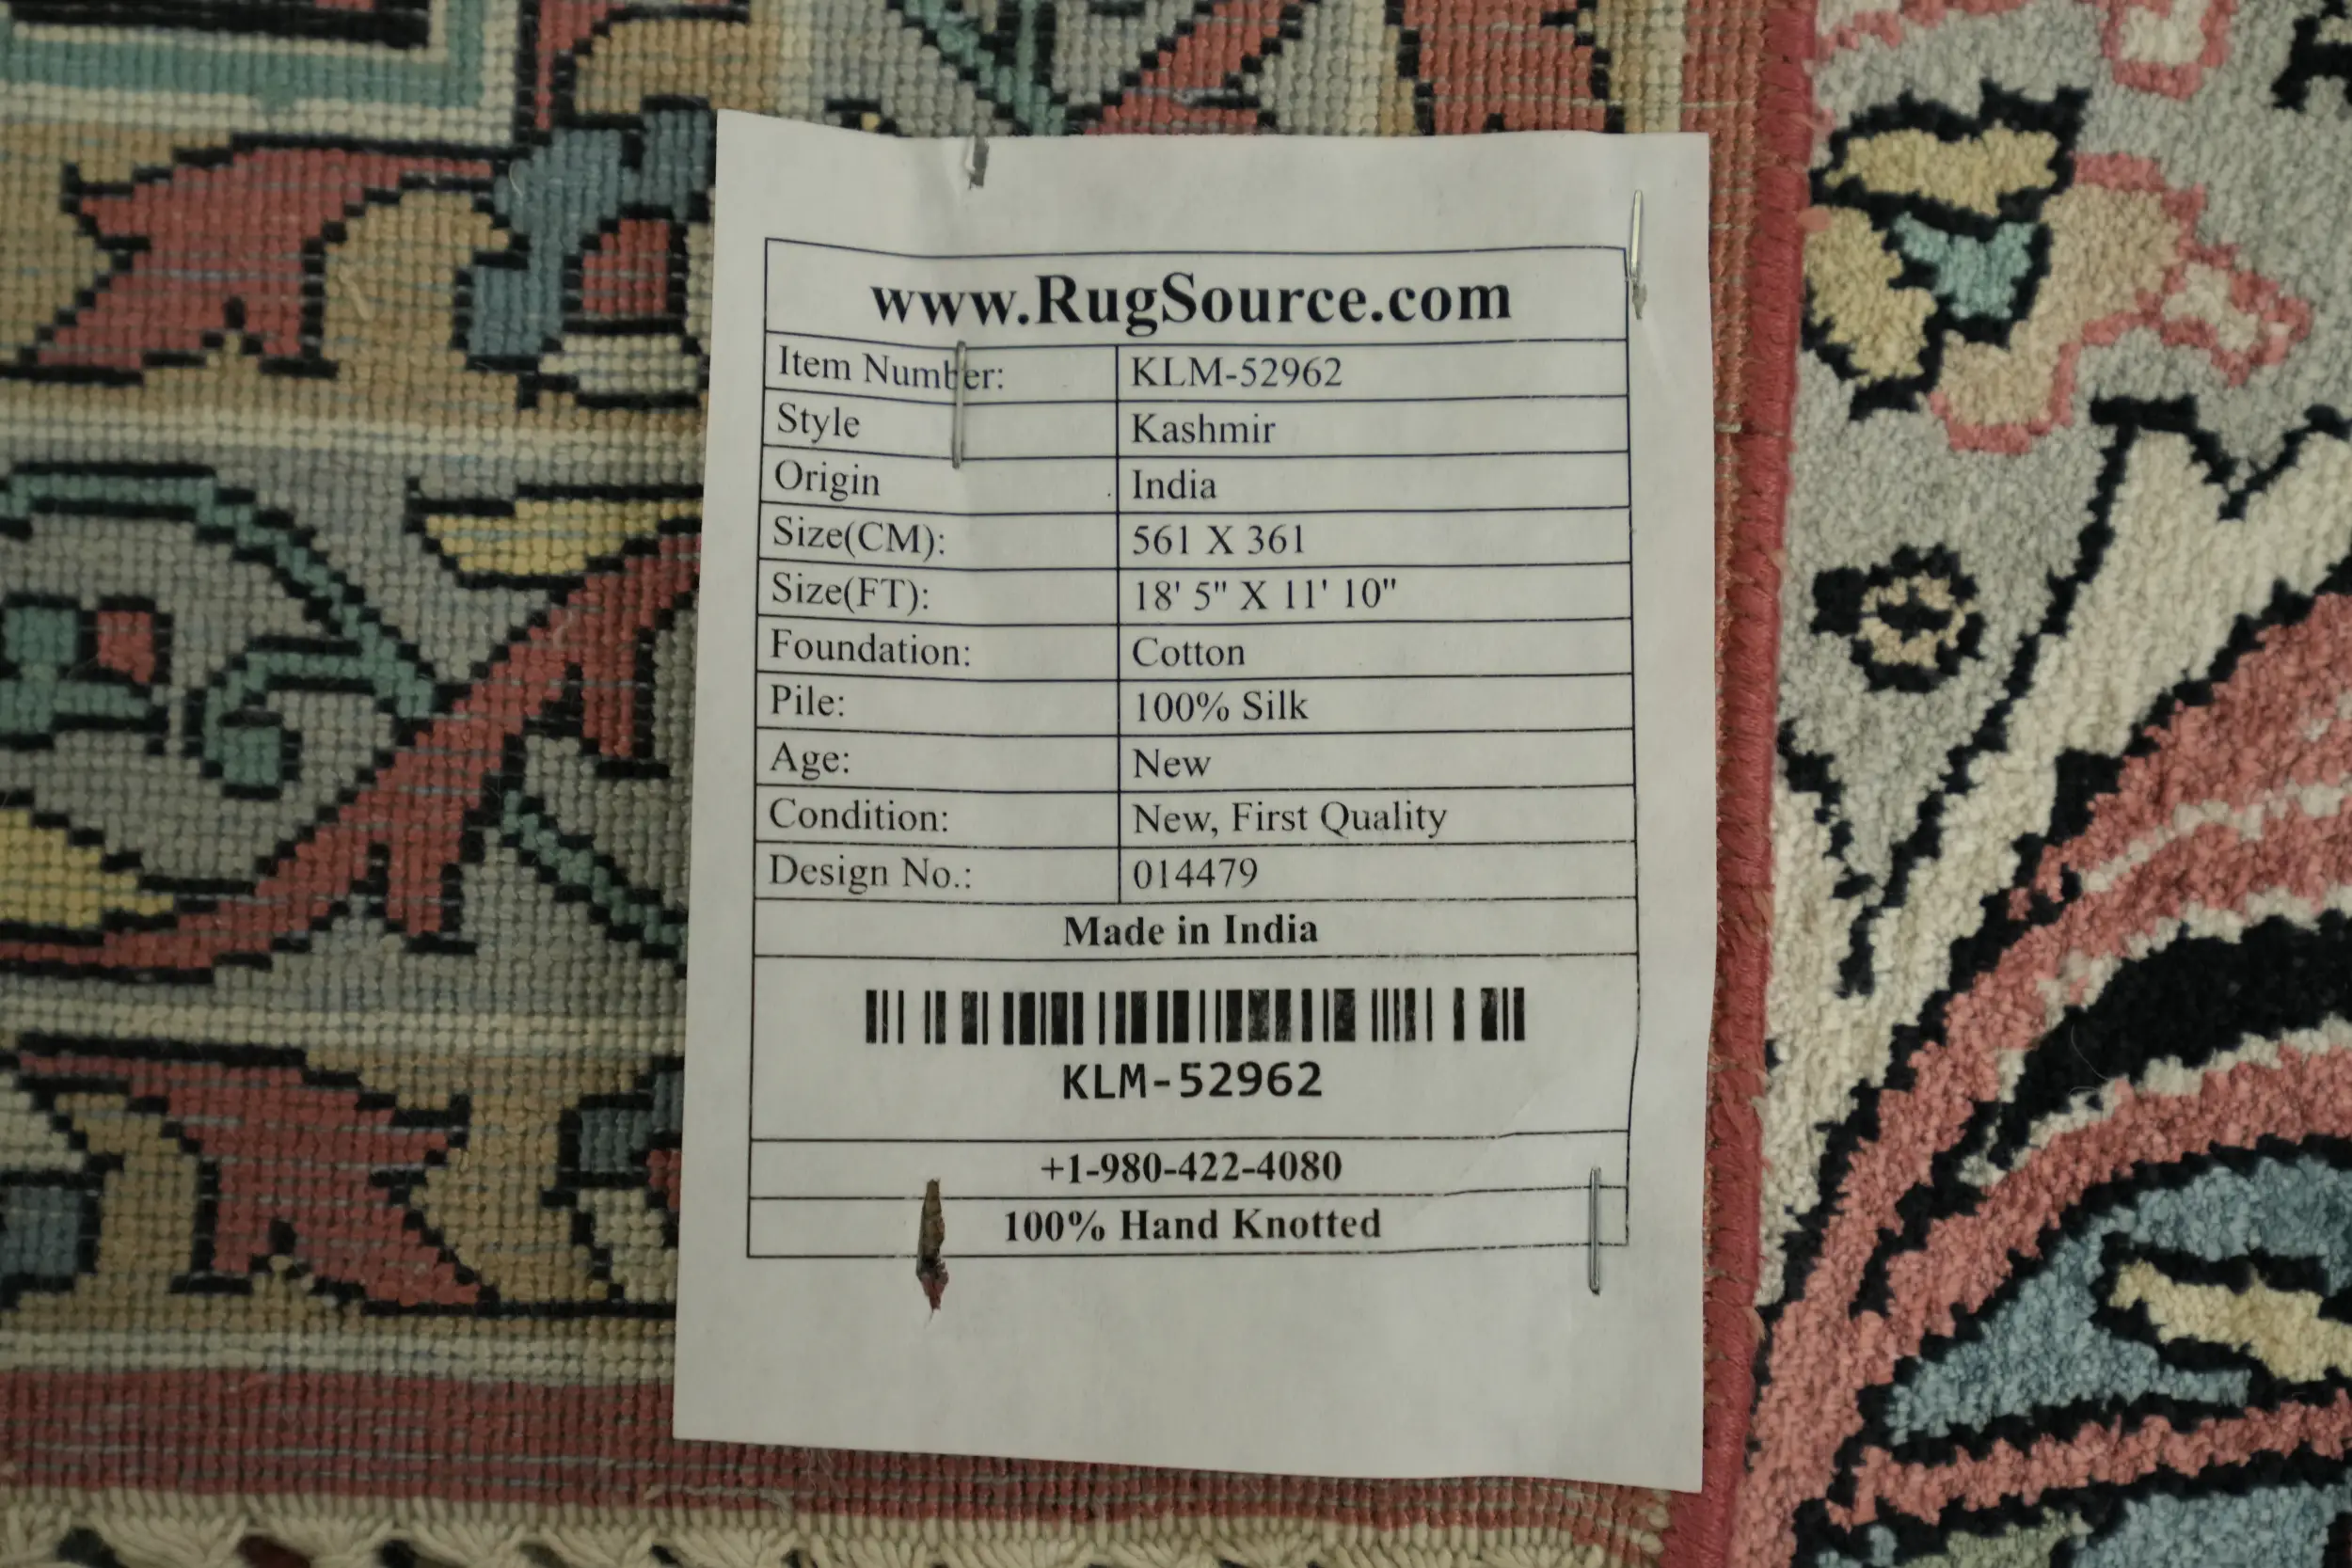 www.RugSource.com
Item Number: KLM-52962
Style Kashmir
Origin India
Size(CM): 561 X 361
Size(FT): 18' 5" X 11' 10"
Foundation: Cotton
Pile: 100% Silk
Age: New
Condition: New, First Quality
Design No.: 014479
Made in India
KLM-52962
+1-980-422-4080
100% Hand Knotted